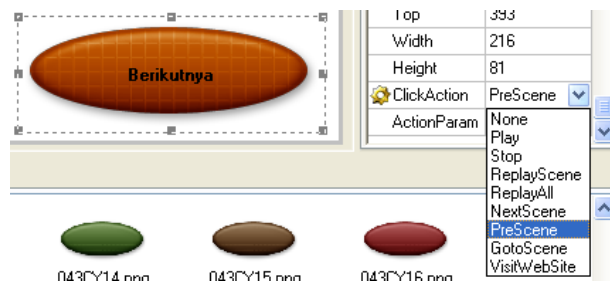 Top 393
Width 216
Berikutnya
Height 81
ClickAction PreScene
ActionParam
None
Play
Stop
ReplayScene
ReplayAll
NextScene
PreScene
GotoScene
VisitWebSite
043CY14.png 043CY15.png 043CY16.png